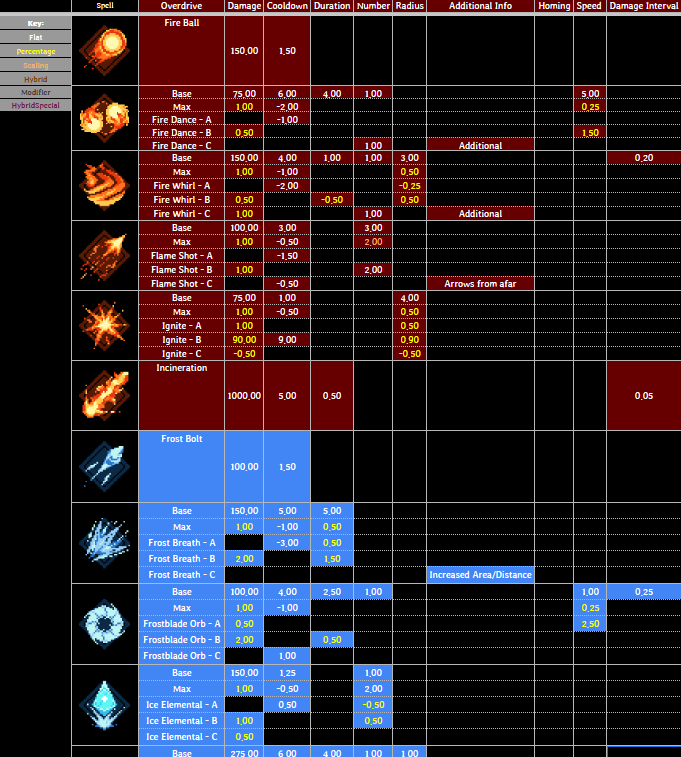 Spell Overdrive Damage Cooldown Duration Number Radius Additional Info Homing Speed Damage Interval
Key:
Flat
Percentage
Scaling
Hybrid
Modifier
HybridSpecial
Fire Ball 150,00 1,50
Base 75,00 6,00 4,00 1,00 5,00
Max 1,00 -2,00 0,25
Fire Dance - A -1,00
Fire Dance - B 0,50 1,50
Fire Dance - C 1,00 Additional
Base 150,00 4,00 1,00 1,00 3,00 0,20
Max 1,00 -1,00 0,50
Fire Whirl - A -2,00 -0,25
Fire Whirl - B 0,50 -0,50 0,50
Fire Whirl - C 1,00 1,00 Additional
Base 100,00 3,00 3,00
Max 1,00 -0,50 2,00
Flame Shot - A -1,50
Flame Shot - B 1,00 2,00
Flame Shot - C -0,50 Arrows from afar
Base 75,00 1,00 4,00
Max 1,00 -0,50 0,50
Ignite - A 1,00 0,50
Ignite - B 90,00 9,00 0,90
Ignite - C -0,50 -0,50
Incineration 1000,00 5,00 0,50 0,05
Frost Bolt 100,00 1,50
Base 150,00 5,00 5,00
Max 1,00 -1,00 0,50
Frost Breath - A -3,00 0,50
Frost Breath - B 2,00 1,50
Frost Breath - C Increased Area/Distance
Base 100,00 4,00 2,50 1,00 1,00 0,25
Max 1,00 -1,00 0,25
Frostblade Orb - A 0,50 2,50
Frostblade Orb - B 2,00 0,50
Frostblade Orb - C 1,00
Base 150,00 1,25 1,00
Max 1,00 -0,50 2,00
Ice Elemental - A 0,50 -0,50
Ice Elemental - B 1,00 0,50
Ice Elemental - C 0,50
Base 275,00 6,00 4,00 1,00 1,00